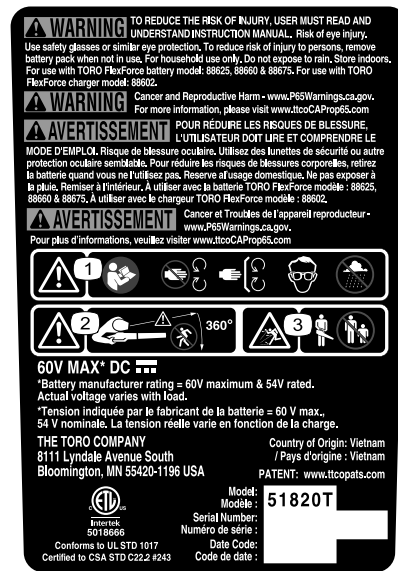 WARNING TO REDUCE THE RISK OF INJURY, USER MUST READ AND
UNDERSTAND INSTRUCTION MANUAL. Risk of eye injury.
Use safety glasses or similar eye protection. To reduce risk of injury to persons, remove
battery pack when not in use. For household use only. Do not expose to rain. Store indoors.
For use with TORO FlexForce battery model: 88625, 88660 & 88675. For use with TORO
FlexForce charger model: 88602.
WARNING Cancer and Reproductive Harm - www.P65Warnings.ca.gov.
For more information, please visit www.ttcoCAProp65.com
AVERTISSEMENT POUR RÉDUIRE LES RISQUES DE BLESSURE,
L'UTILISATEUR DOIT LIRE ET COMPRENDRE LE
MODE D'EMPLOI. Risque de blessure oculaire. Utilisez des lunettes de sécurité ou autre
protection oculaire semblable. Pour réduire les risques de blessures corporelles, retirez
la batterie quand vous ne l'utilisez pas. Reserve al'usage domestique. Ne pas exposer à
la pluie. Remiser à l'intérieur. À utiliser avec la batterie TORO FlexForce modèle : 88625,
88660 & 88675. À utiliser avec le chargeur TORO FlexForce modèle : 88602.
AVERTISSEMENT Cancer et Troubles de l'appareil reproducteur -
www.P65Warnings.ca.gov.
Pour plus d'informations, veuillez visiter www.ttcoCAProp65.com
1
2 360° 3
60V MAX* DC
*Battery manufacturer rating = 60V maximum & 54V rated.
Actual voltage varies with load.
*Tension indiquée par le fabricant de la batterie = 60 V max.,
54 V nominale. La tension réelle varie en fonction de la charge.
THE TORO COMPANY
8111 Lyndale Avenue South
Bloomington, MN 55420-1196 USA
Country of Origin: Vietnam
/ Pays d'origine : Vietnam
PATENT: www.ttcopats.com
C ETL US
Intertek
5018666
Conforms to UL STD 1017
Certified to CSA STD C22.2 #243
Model:
Modèle : 51820T
Serial Number:
Numéro de série :
Date Code:
Code de date :